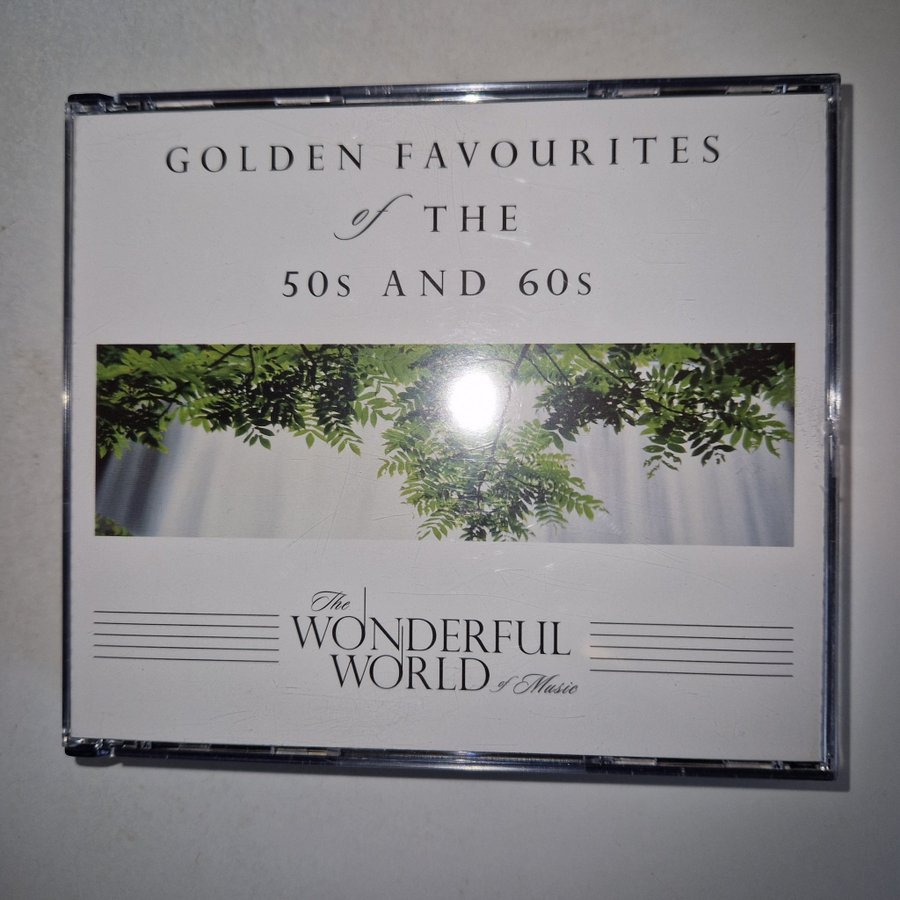 GOLDEN FAVOURITES
of THE
50s AND 60s
The
WONDERFUL
WORLD of Music